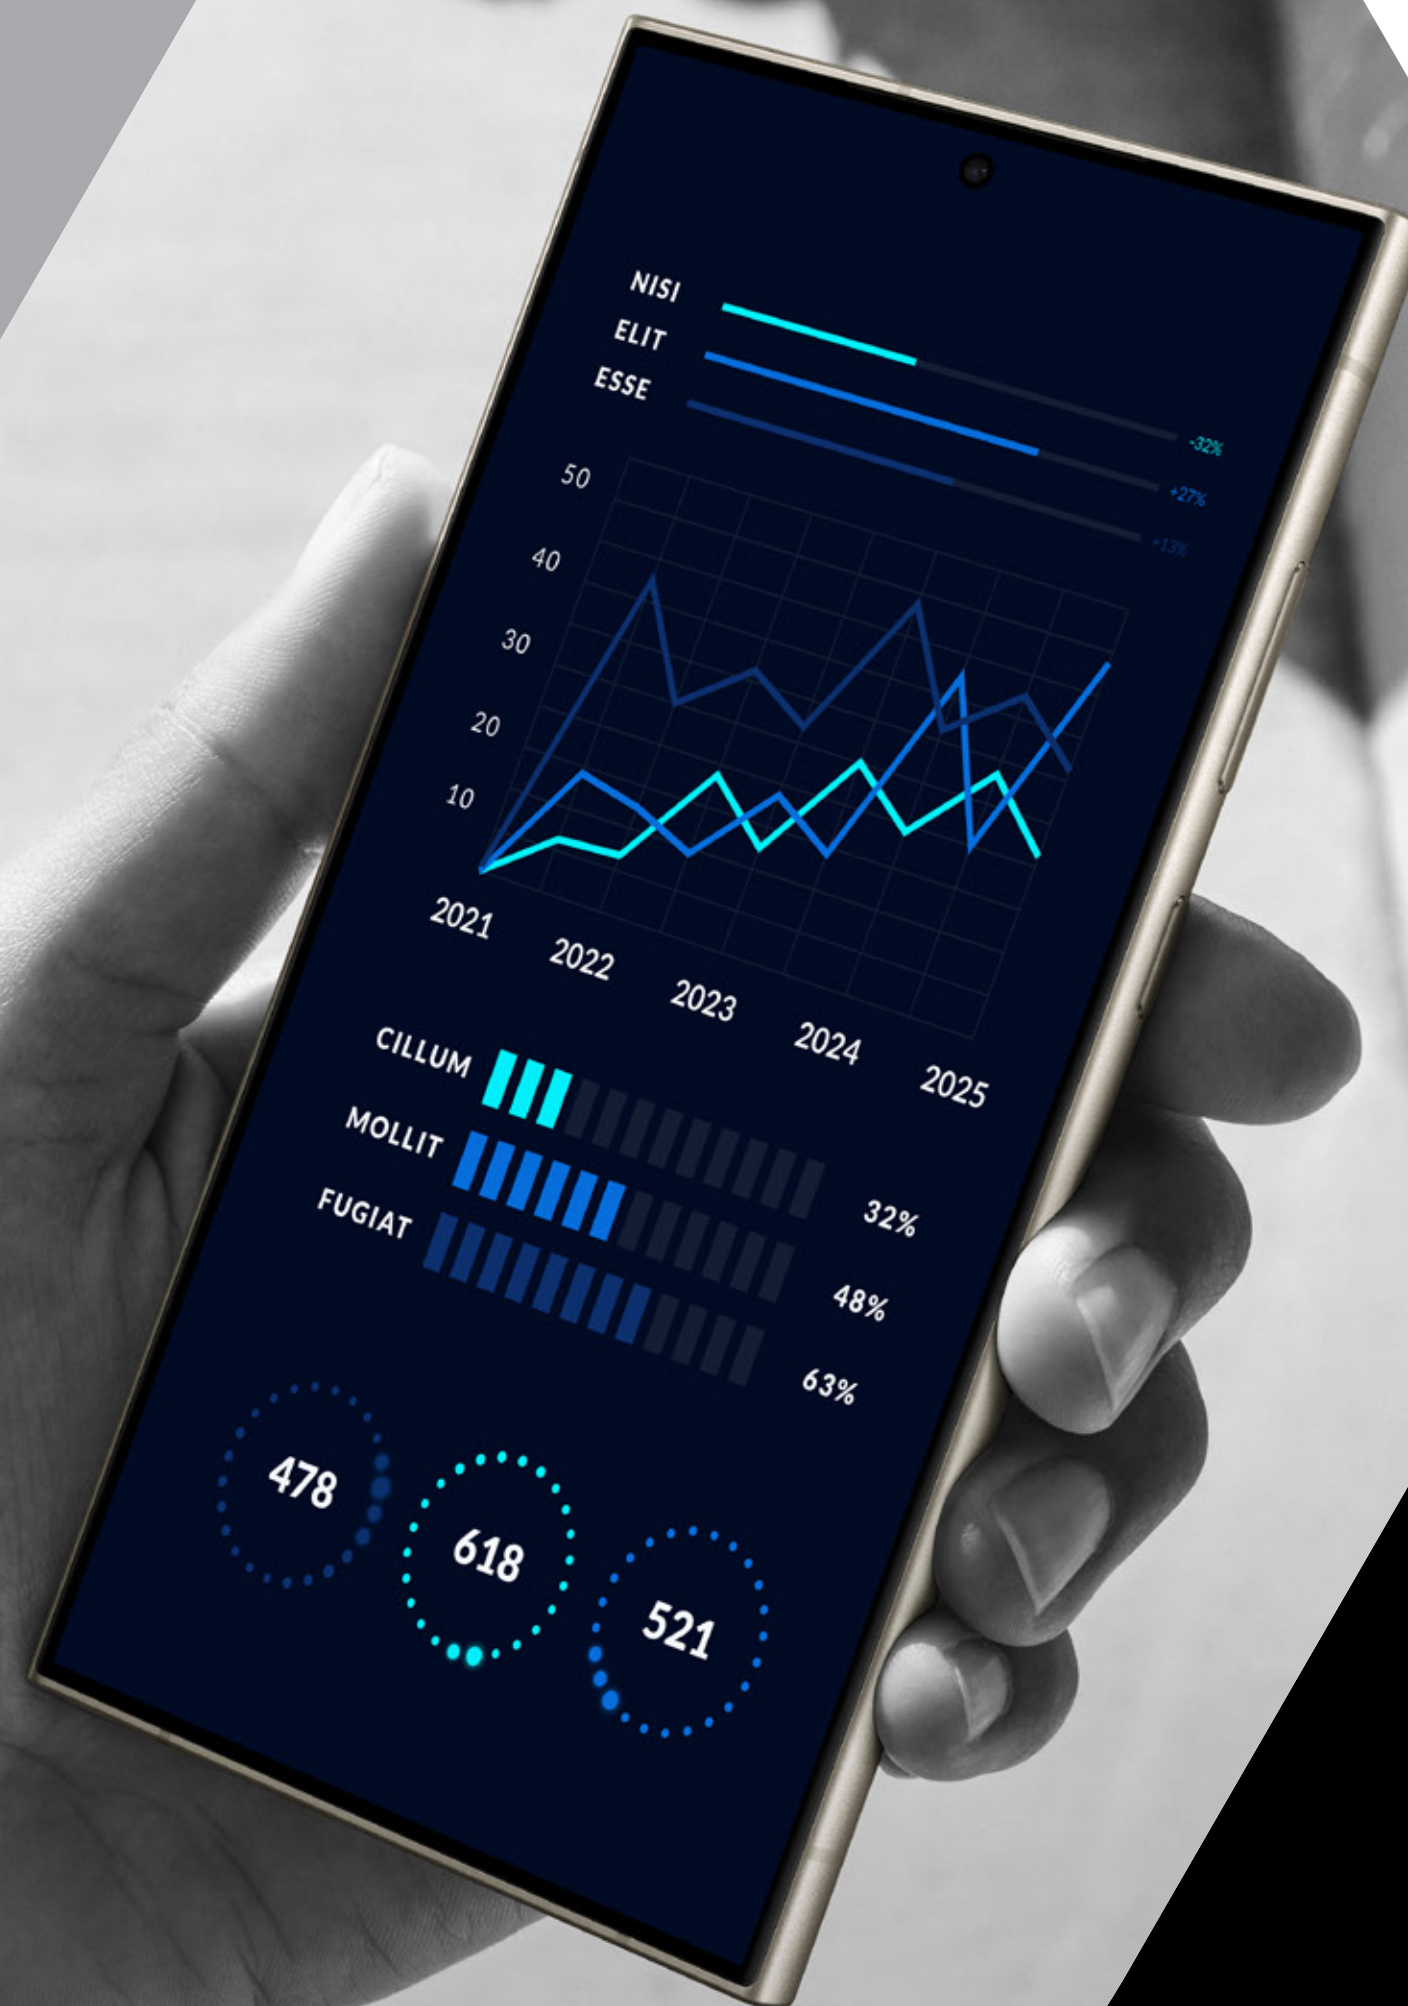 NISI -32%
ELIT +27%
ESSE +13%
50
40
30
20
10
2021 2022 2023 2024 2025
CILLUM 32%
MOLLIT 48%
FUGIAT 63%
478 618 521